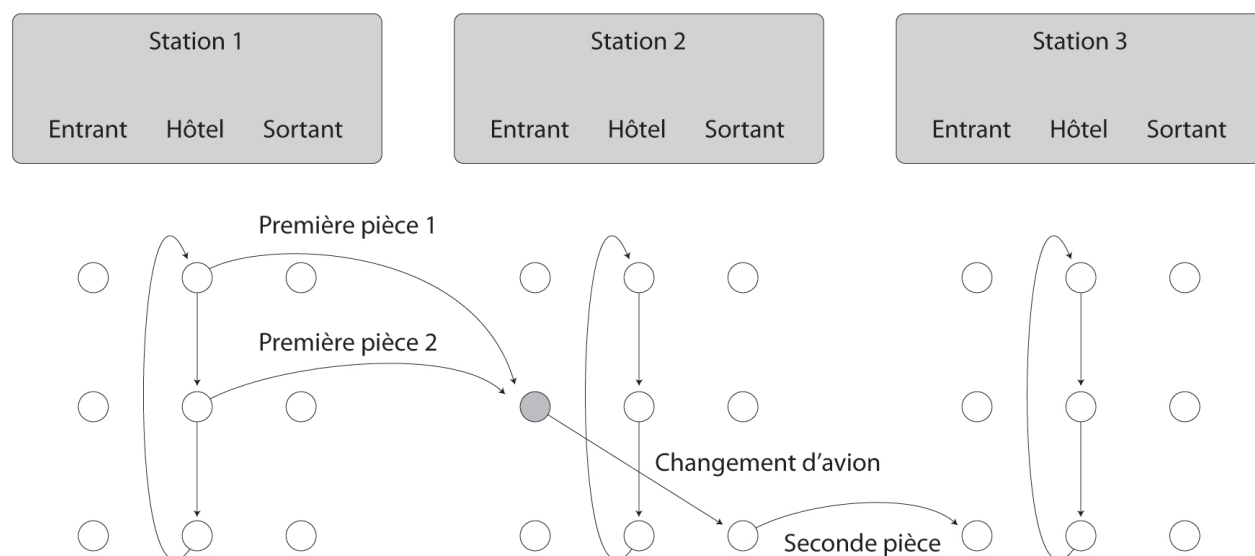 Station 1
Station 2
Station 3
Entrant Hôtel Sortant
Entrant Hôtel Sortant
Entrant Hôtel Sortant
Première pièce 1
Première pièce 2
Changement d’avion
Seconde pièce